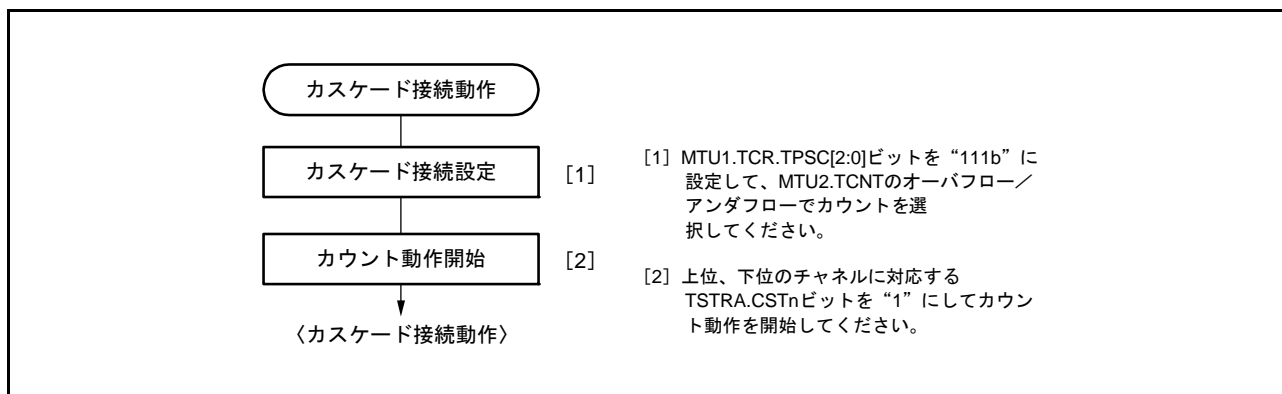 カスケード接続動作
カスケード接続設定
[1]
カウント動作開始
[2]
〈カスケード接続動作〉
[1] MTU1.TCR.TPSC[2:0]ビットを“111b”に
設定して、MTU2.TCNTのオーバフロー/
アンダフローでカウントを選
択してください。
[2] 上位、下位のチャネルに対応する
TSTRA.CSTnビットを“1”にしてカウン
ト動作を開始してください。